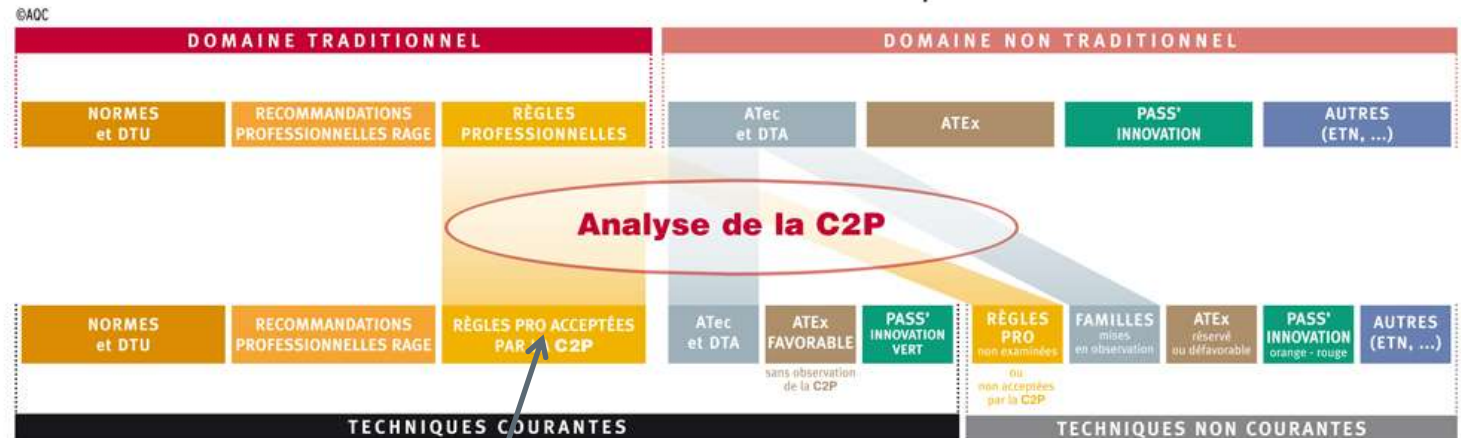 ©AQC
DOMAINE TRADITIONNEL
DOMAINE NON TRADITIONNEL
NORMES
et DTU
RECOMMANDATIONS
PROFESSIONNELLES RAGE
RÈGLES
PROFESSIONNELLES
ATec
et DTA
ATEx
PASS'
INNOVATION
AUTRES
(ETN, ...)
Analyse de la C2P
NORMES
et DTU
RECOMMANDATIONS
PROFESSIONNELLES RAGE
RÈGLES PRO ACCEPTÉES
PAR LA C2P
ATec
et DTA
ATEx
FAVORABLE
sans observation
de la C2P
PASS'
INNOVATION
VERT
RÈGLES
PRO
non examinées
ou
non acceptées
par la C2P
FAMILLES
mises
en observation
ATEx
réservé
ou défavorable
PASS'
INNOVATION
orange - rouge
AUTRES
(ETN, ...)
TECHNIQUES COURANTES
TECHNIQUES NON COURANTES